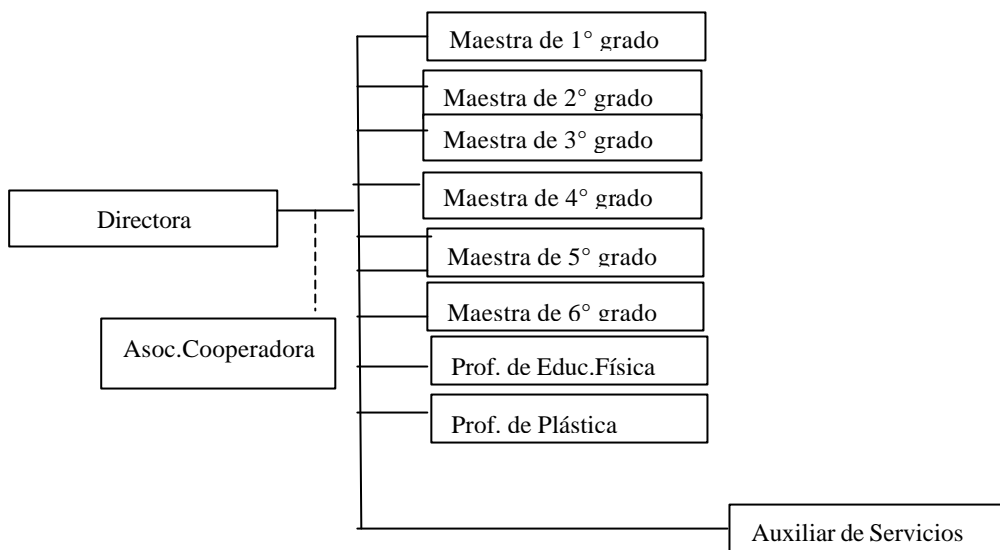 Maestra de 1° grado
Maestra de 2° grado
Maestra de 3° grado
Maestra de 4° grado
Directora
Maestra de 5° grado
Maestra de 6° grado
Asoc.Cooperadora
Prof. de Educ.Física
Prof. de Plástica
Auxiliar de Servicios